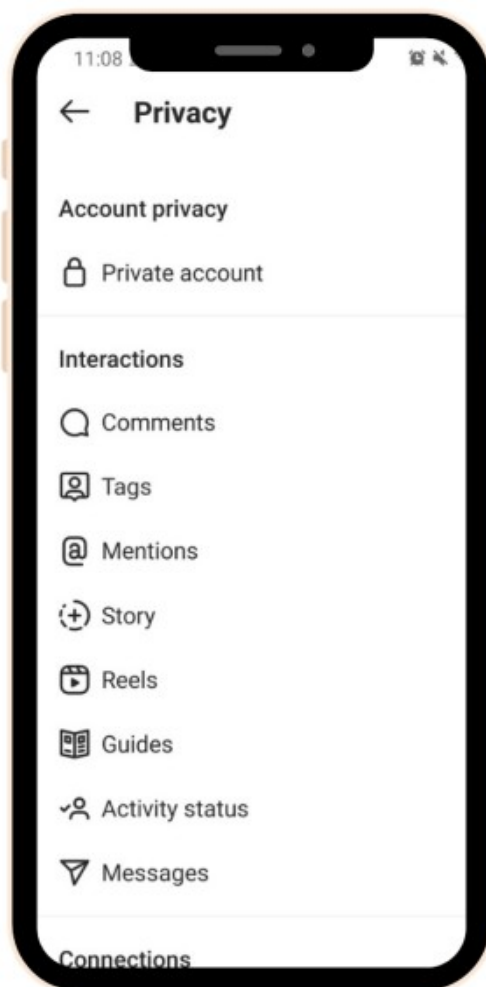 11:08
Privacy
Account privacy
Private account
Interactions
Comments
Tags
Mentions
Story
Reels
Guides
Activity status
Messages
Connections